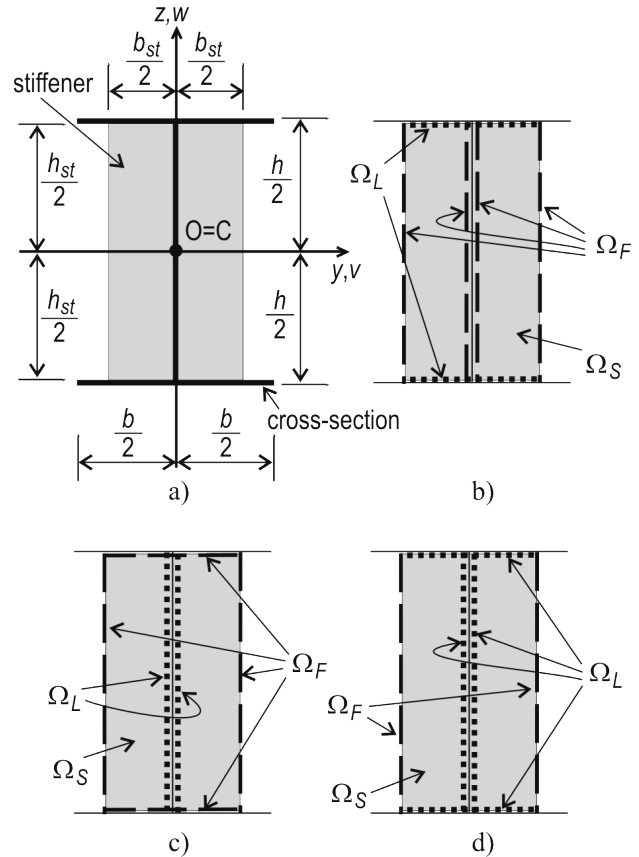 z,w
b_st/2 b_st/2
stiffener
h_st/2 h/2
O=C
y,v
h_st/2 h/2
cross-section
b/2 b/2
a)
Ω_L
Ω_F
Ω_S
b)
Ω_F
Ω_L
Ω_S
c)
Ω_L
Ω_F
Ω_S
d)